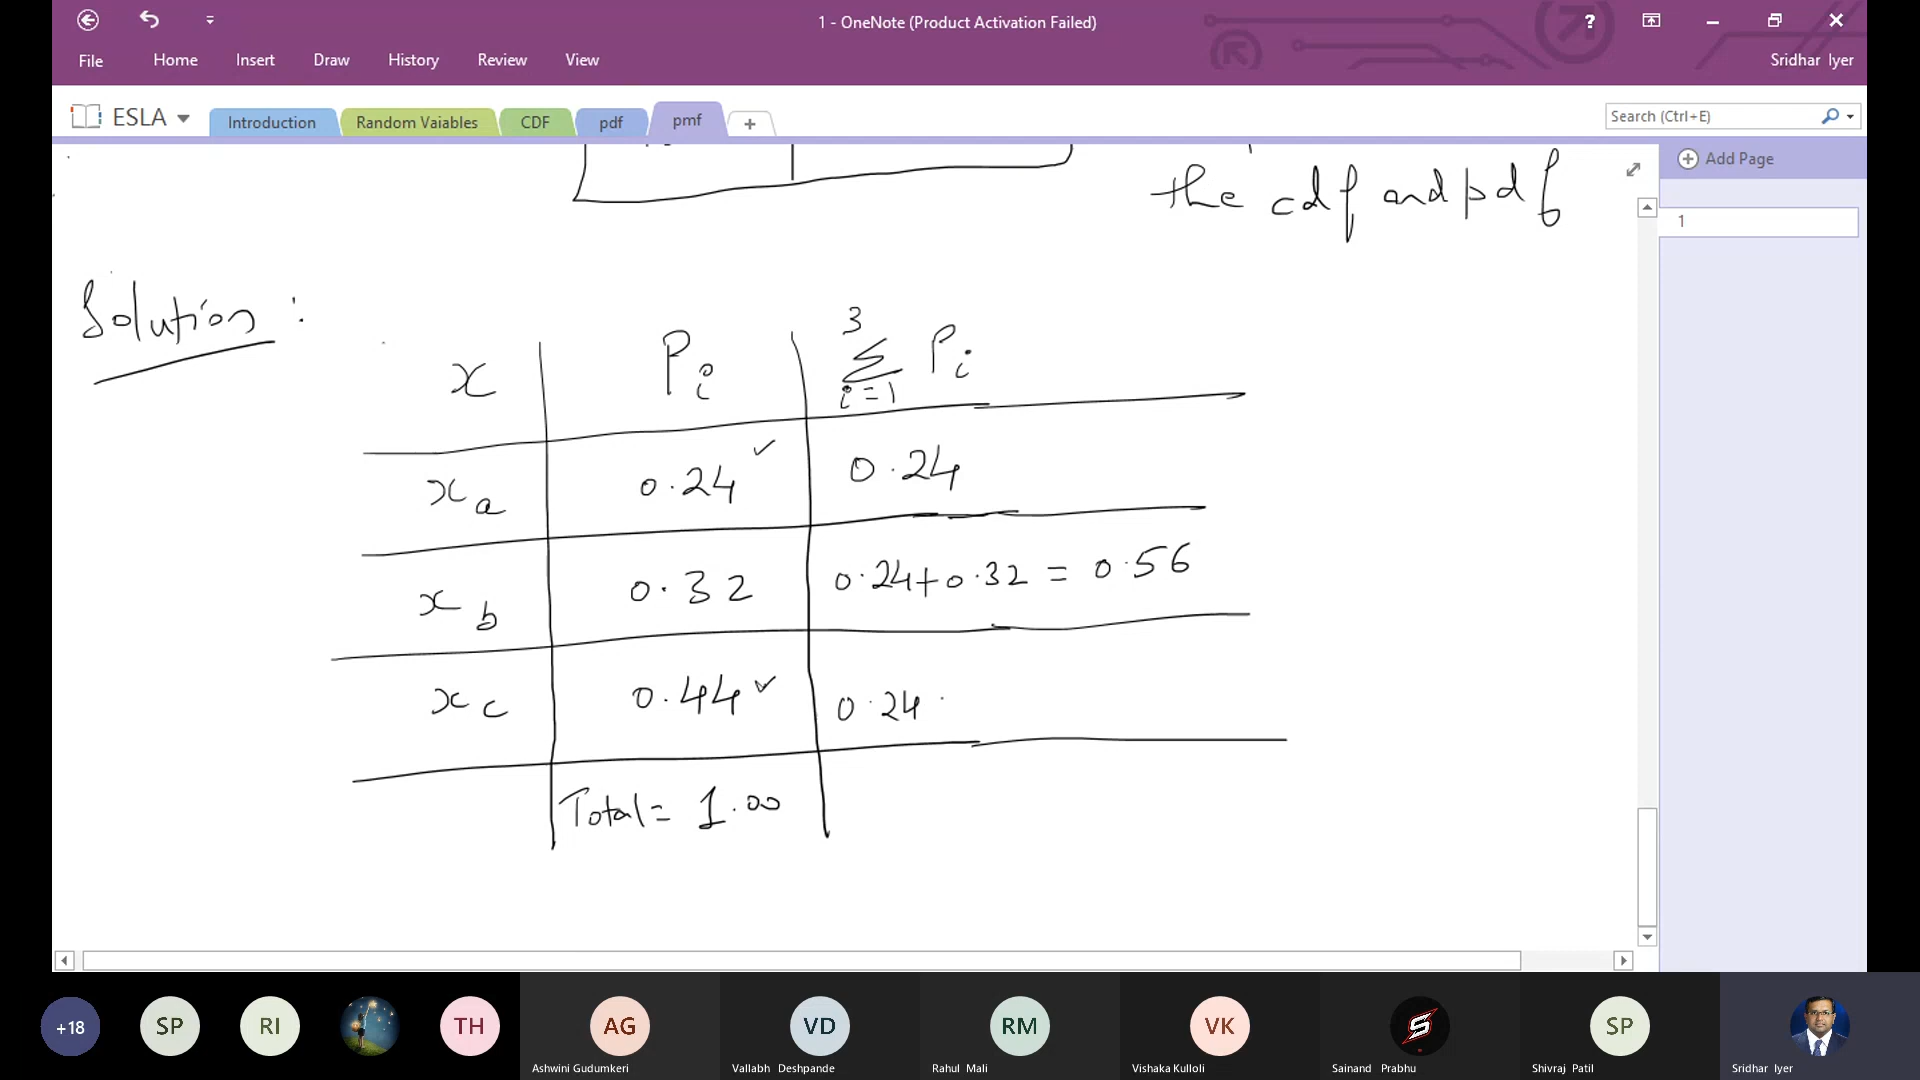 1 - OneNote (Product Activation Failed)
?
File Home Insert Draw History Review View
Sridhar Iyer
ESLA Introduction Random Vaiables CDF pdf pmf +
Search (Ctrl+E)
Add Page
1
the cdf and pdf
Solution :
x Pi 3 Σ i=1 Pi
xa 0.24 ✓ 0.24
xb 0.32 0.24+0.32 = 0.56
xc 0.44 ✓ 0.24
Total = 1.00
+18 SP RI TH AG VD RM VK S SP
Ashwini Gudumkeri Vallabh Deshpande Rahul Mali Vishaka Kulloli Sainand Prabhu Shivraj Patil Sridhar Iyer